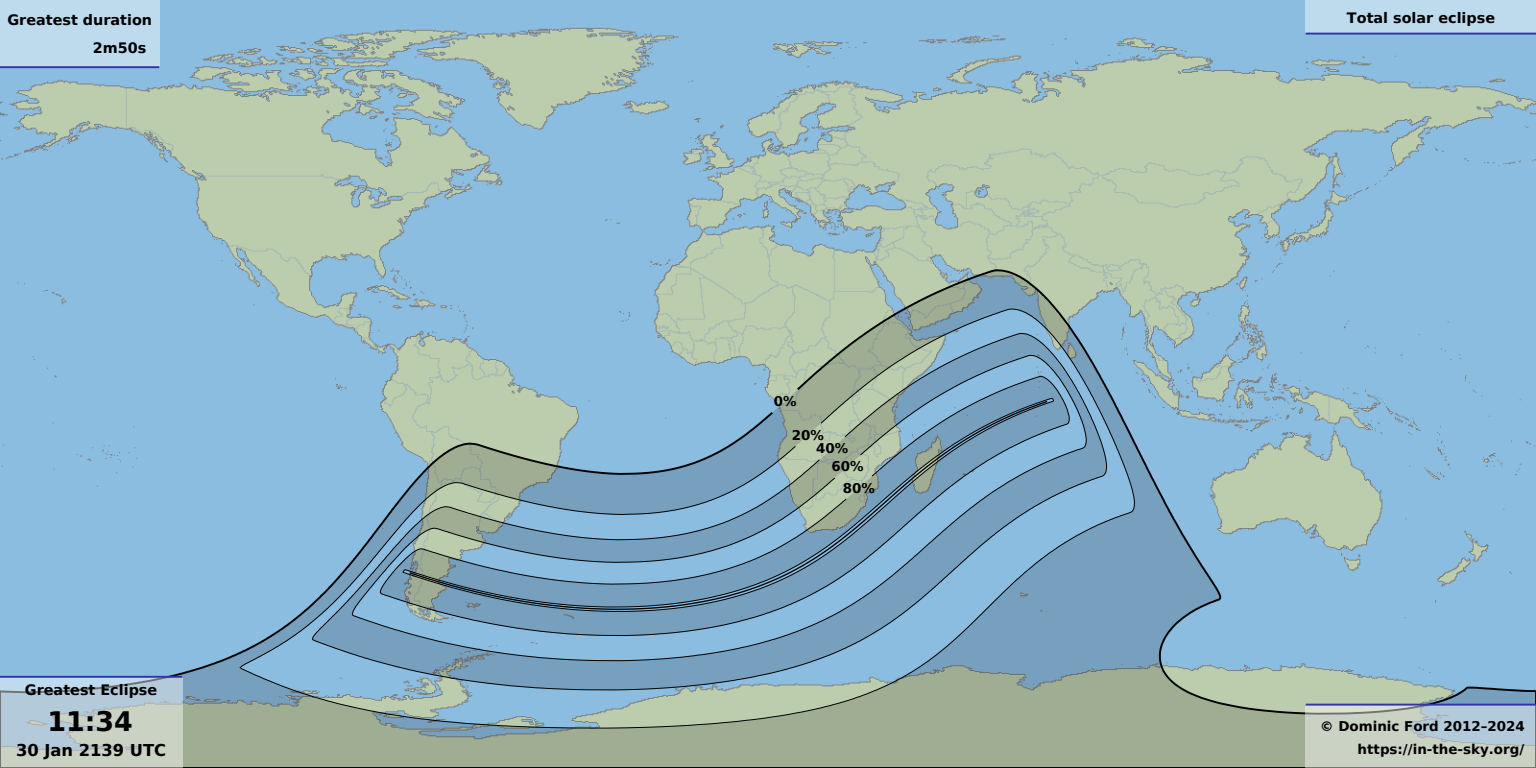 Greatest duration
2m50s
Total solar eclipse
0%
20%
40%
60%
80%
Greatest Eclipse
11:34
30 Jan 2139 UTC
© Dominic Ford 2012–2024
https://in-the-sky.org/